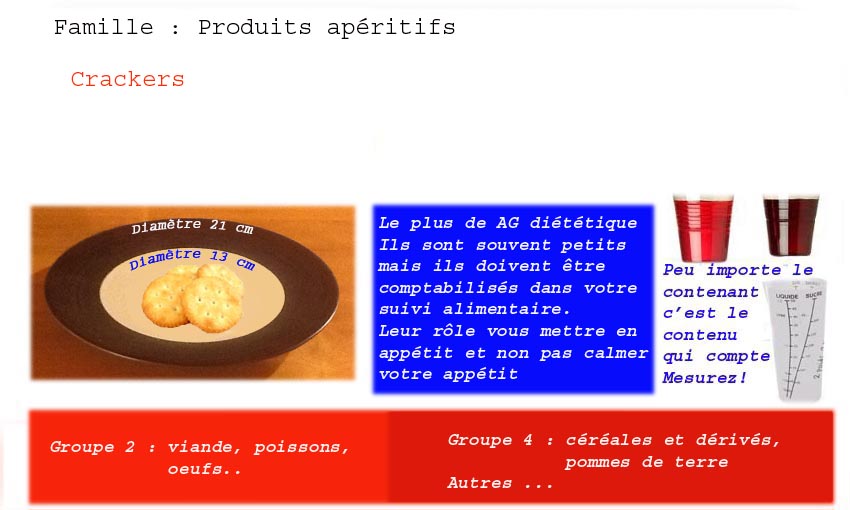 Famille : Produits apéritifs
Crackers
Diamètre 21 cm
Diamètre 13 cm
Le plus de AG diététique
Ils sont souvent petits
mais ils doivent être
comptabilisés dans votre
suivi alimentaire.
Leur rôle vous mettre en
appétit et non pas calmer
votre appétit
Peu importe le
contenant
c'est le
contenu
qui compte
Mesurez!
LIQUIDE SUCRE
Groupe 2 : viande, poissons,
oeufs..
Groupe 4 : céréales et dérivés,
pommes de terre
Autres ...